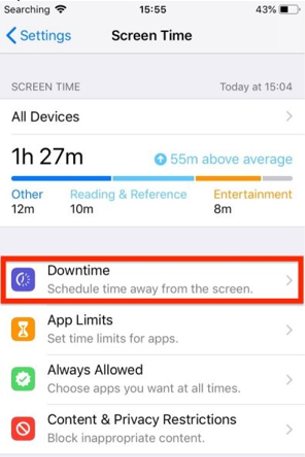 Searching 15:55 43%
Settings Screen Time
SCREEN TIME Today at 15:04
All Devices
1h 27m 55m above average
Other Reading & Reference Entertainment
12m 10m 8m
Downtime
Schedule time away from the screen.
App Limits
Set time limits for apps.
Always Allowed
Choose apps you want at all times.
Content & Privacy Restrictions
Block inappropriate content.